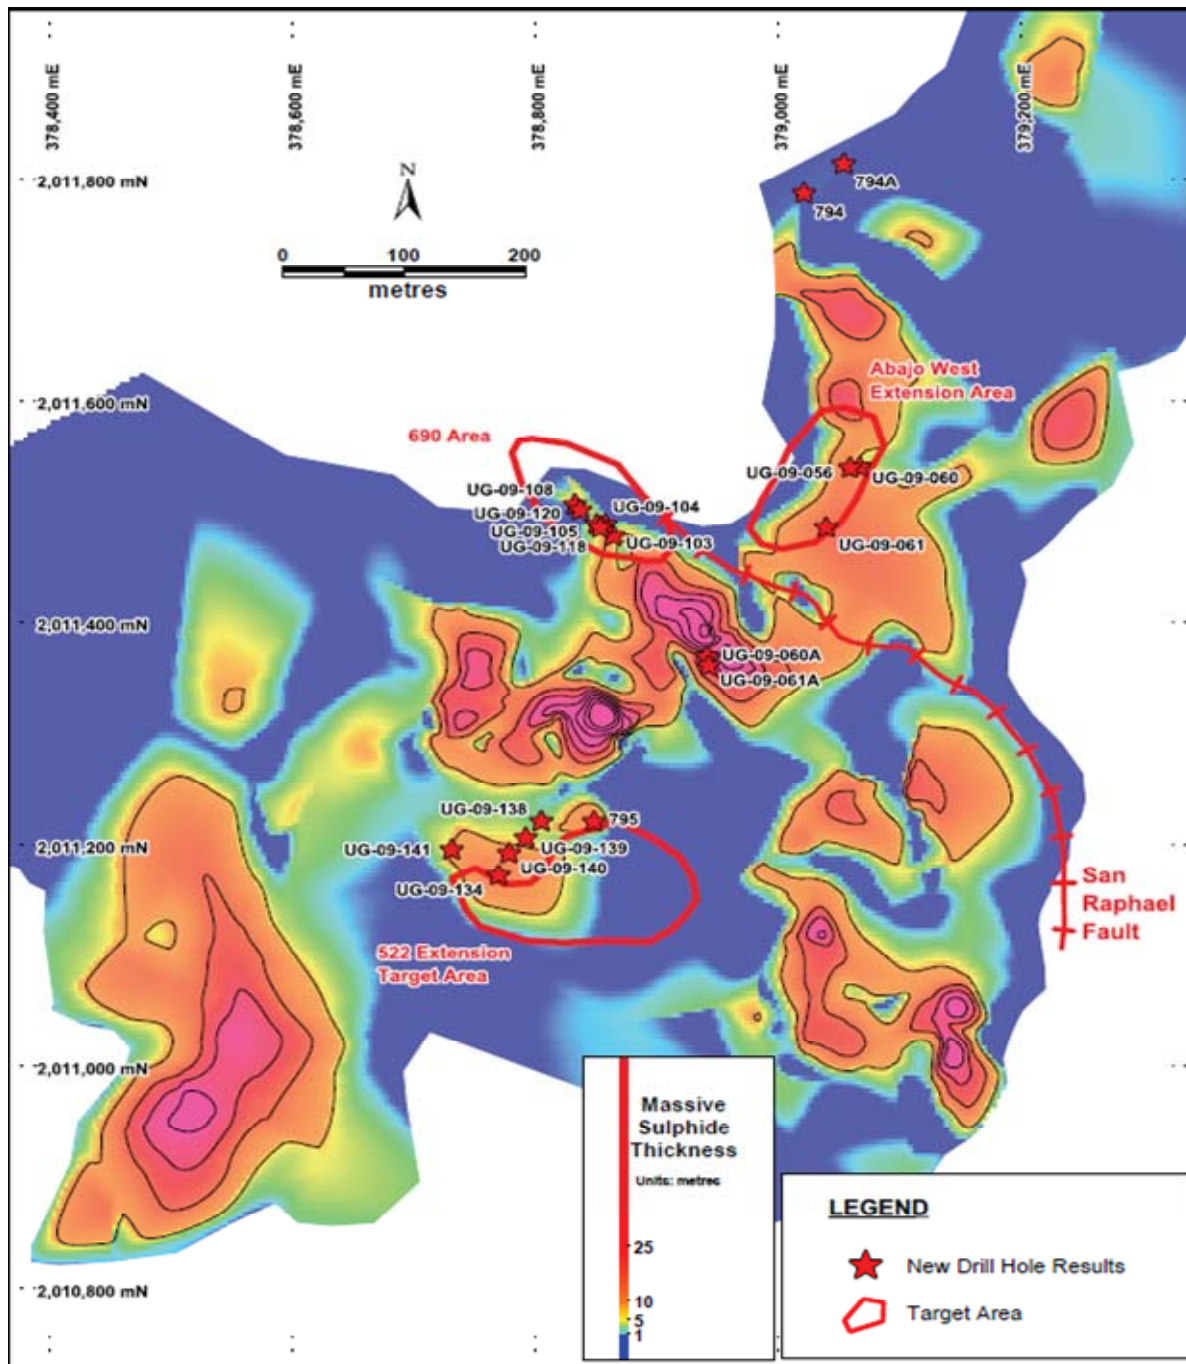 378,400 mE
378,600 mE
378,800 mE
379,000 mE
379,200 mE
2,011,800 mN
N
794A
794
0 100 200
metres
Abajo West
Extension Area
2,011,600 mN
690 Area
UG-09-056
UG-09-060
UG-09-108
UG-09-104
UG-09-120
UG-09-105
UG-09-118
UG-09-103
UG-09-061
2,011,400 mN
UG-09-060A
UG-09-061A
UG-09-138
795
2,011,200 mN
UG-09-141
UG-09-139
UG-09-140
UG-09-134
San
Raphael
Fault
522 Extension
Target Area
2,011,000 mN
Massive
Sulphide
Thickness
Units: metres
25
10
5
1
LEGEND
New Drill Hole Results
Target Area
2,010,800 mN